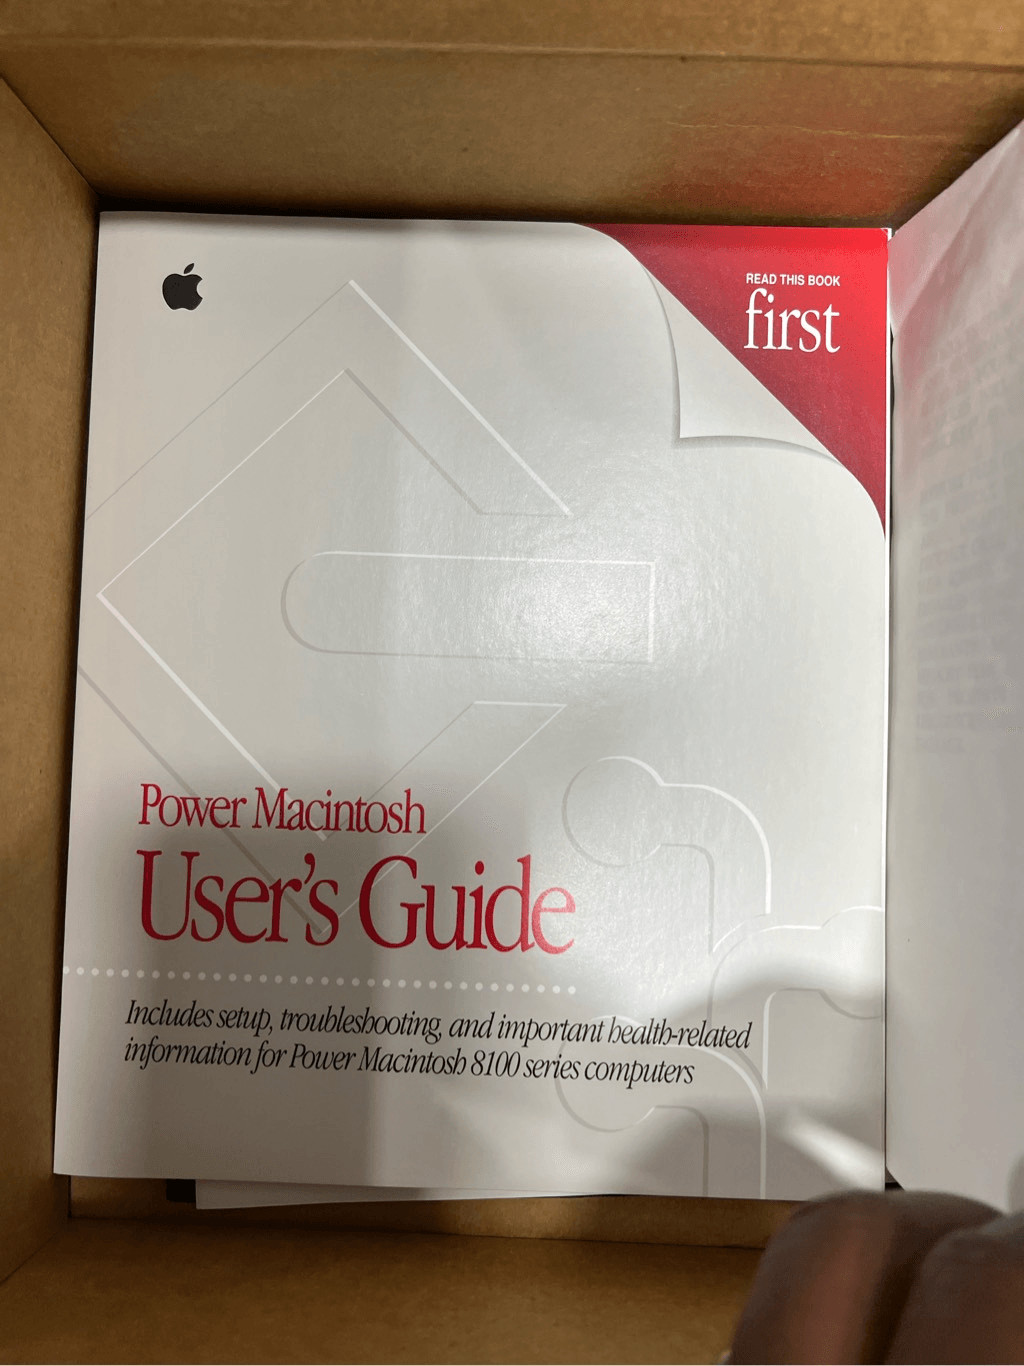 READ THIS BOOK
first
Power Macintosh
User's Guide
Includes setup, troubleshooting, and important health-related
information for Power Macintosh 8100 series computers